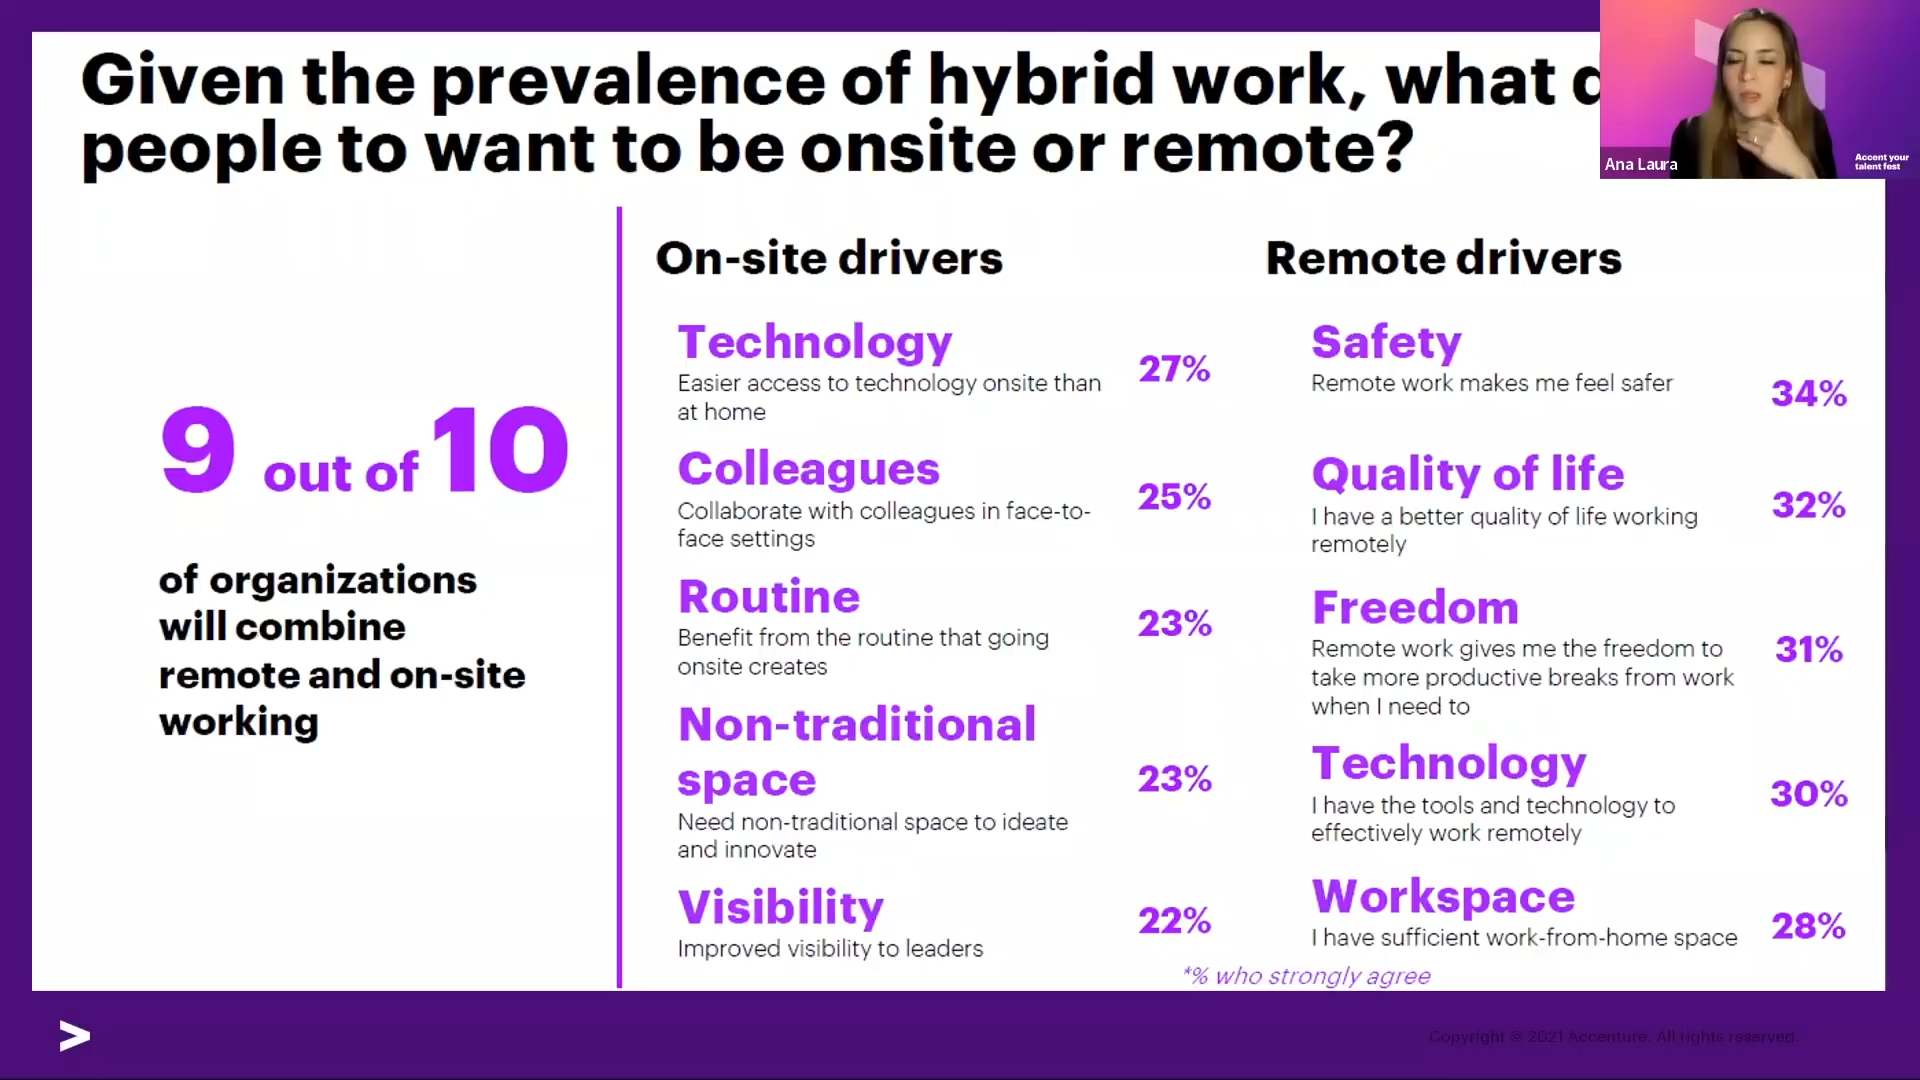 Given the prevalence of hybrid work, what
people to want to be onsite or remote?
Ana Laura
Accent your
talent fest
9 out of 10
of organizations
will combine
remote and on-site
working
On-site drivers
Technology
Easier access to technology onsite than
at home
27%
Colleagues
Collaborate with colleagues in face-to-
face settings
25%
Routine
Benefit from the routine that going
onsite creates
23%
Non-traditional
space
Need non-traditional space to ideate
and innovate
23%
Visibility
Improved visibility to leaders
22%
Remote drivers
Safety
Remote work makes me feel safer
34%
Quality of life
I have a better quality of life working
remotely
32%
Freedom
Remote work gives me the freedom to
take more productive breaks from work
when I need to
31%
Technology
I have the tools and technology to
effectively work remotely
30%
Workspace
I have sufficient work-from-home space
28%
*% who strongly agree
Copyright © 2021 Accenture. All rights reserved.